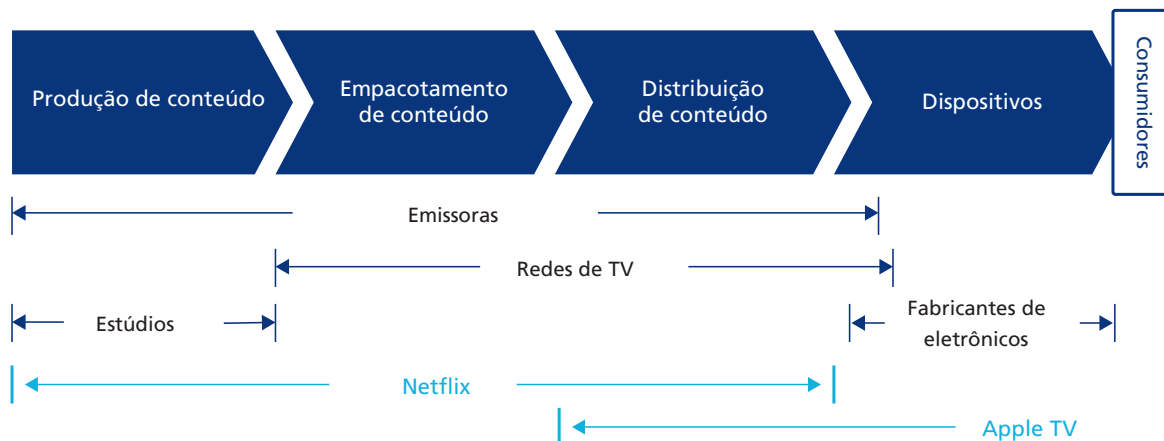 Produção de conteúdo
Empacotamento
de conteúdo
Distribuição
de conteúdo
Dispositivos
Consumidores
Emissoras
Redes de TV
Estúdios
Fabricantes de
eletrônicos
Netflix
Apple TV